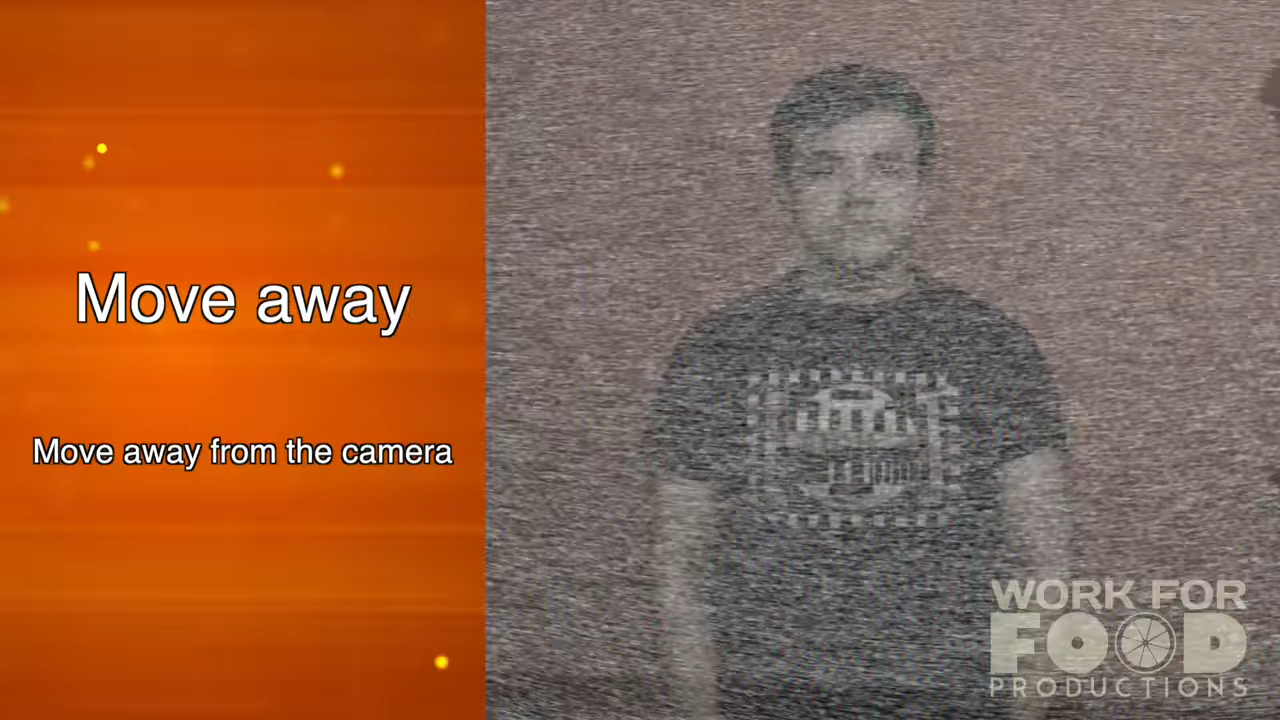 Move away
Move away from the camera
WORK FOR
FOOD
PRODUCTIONS